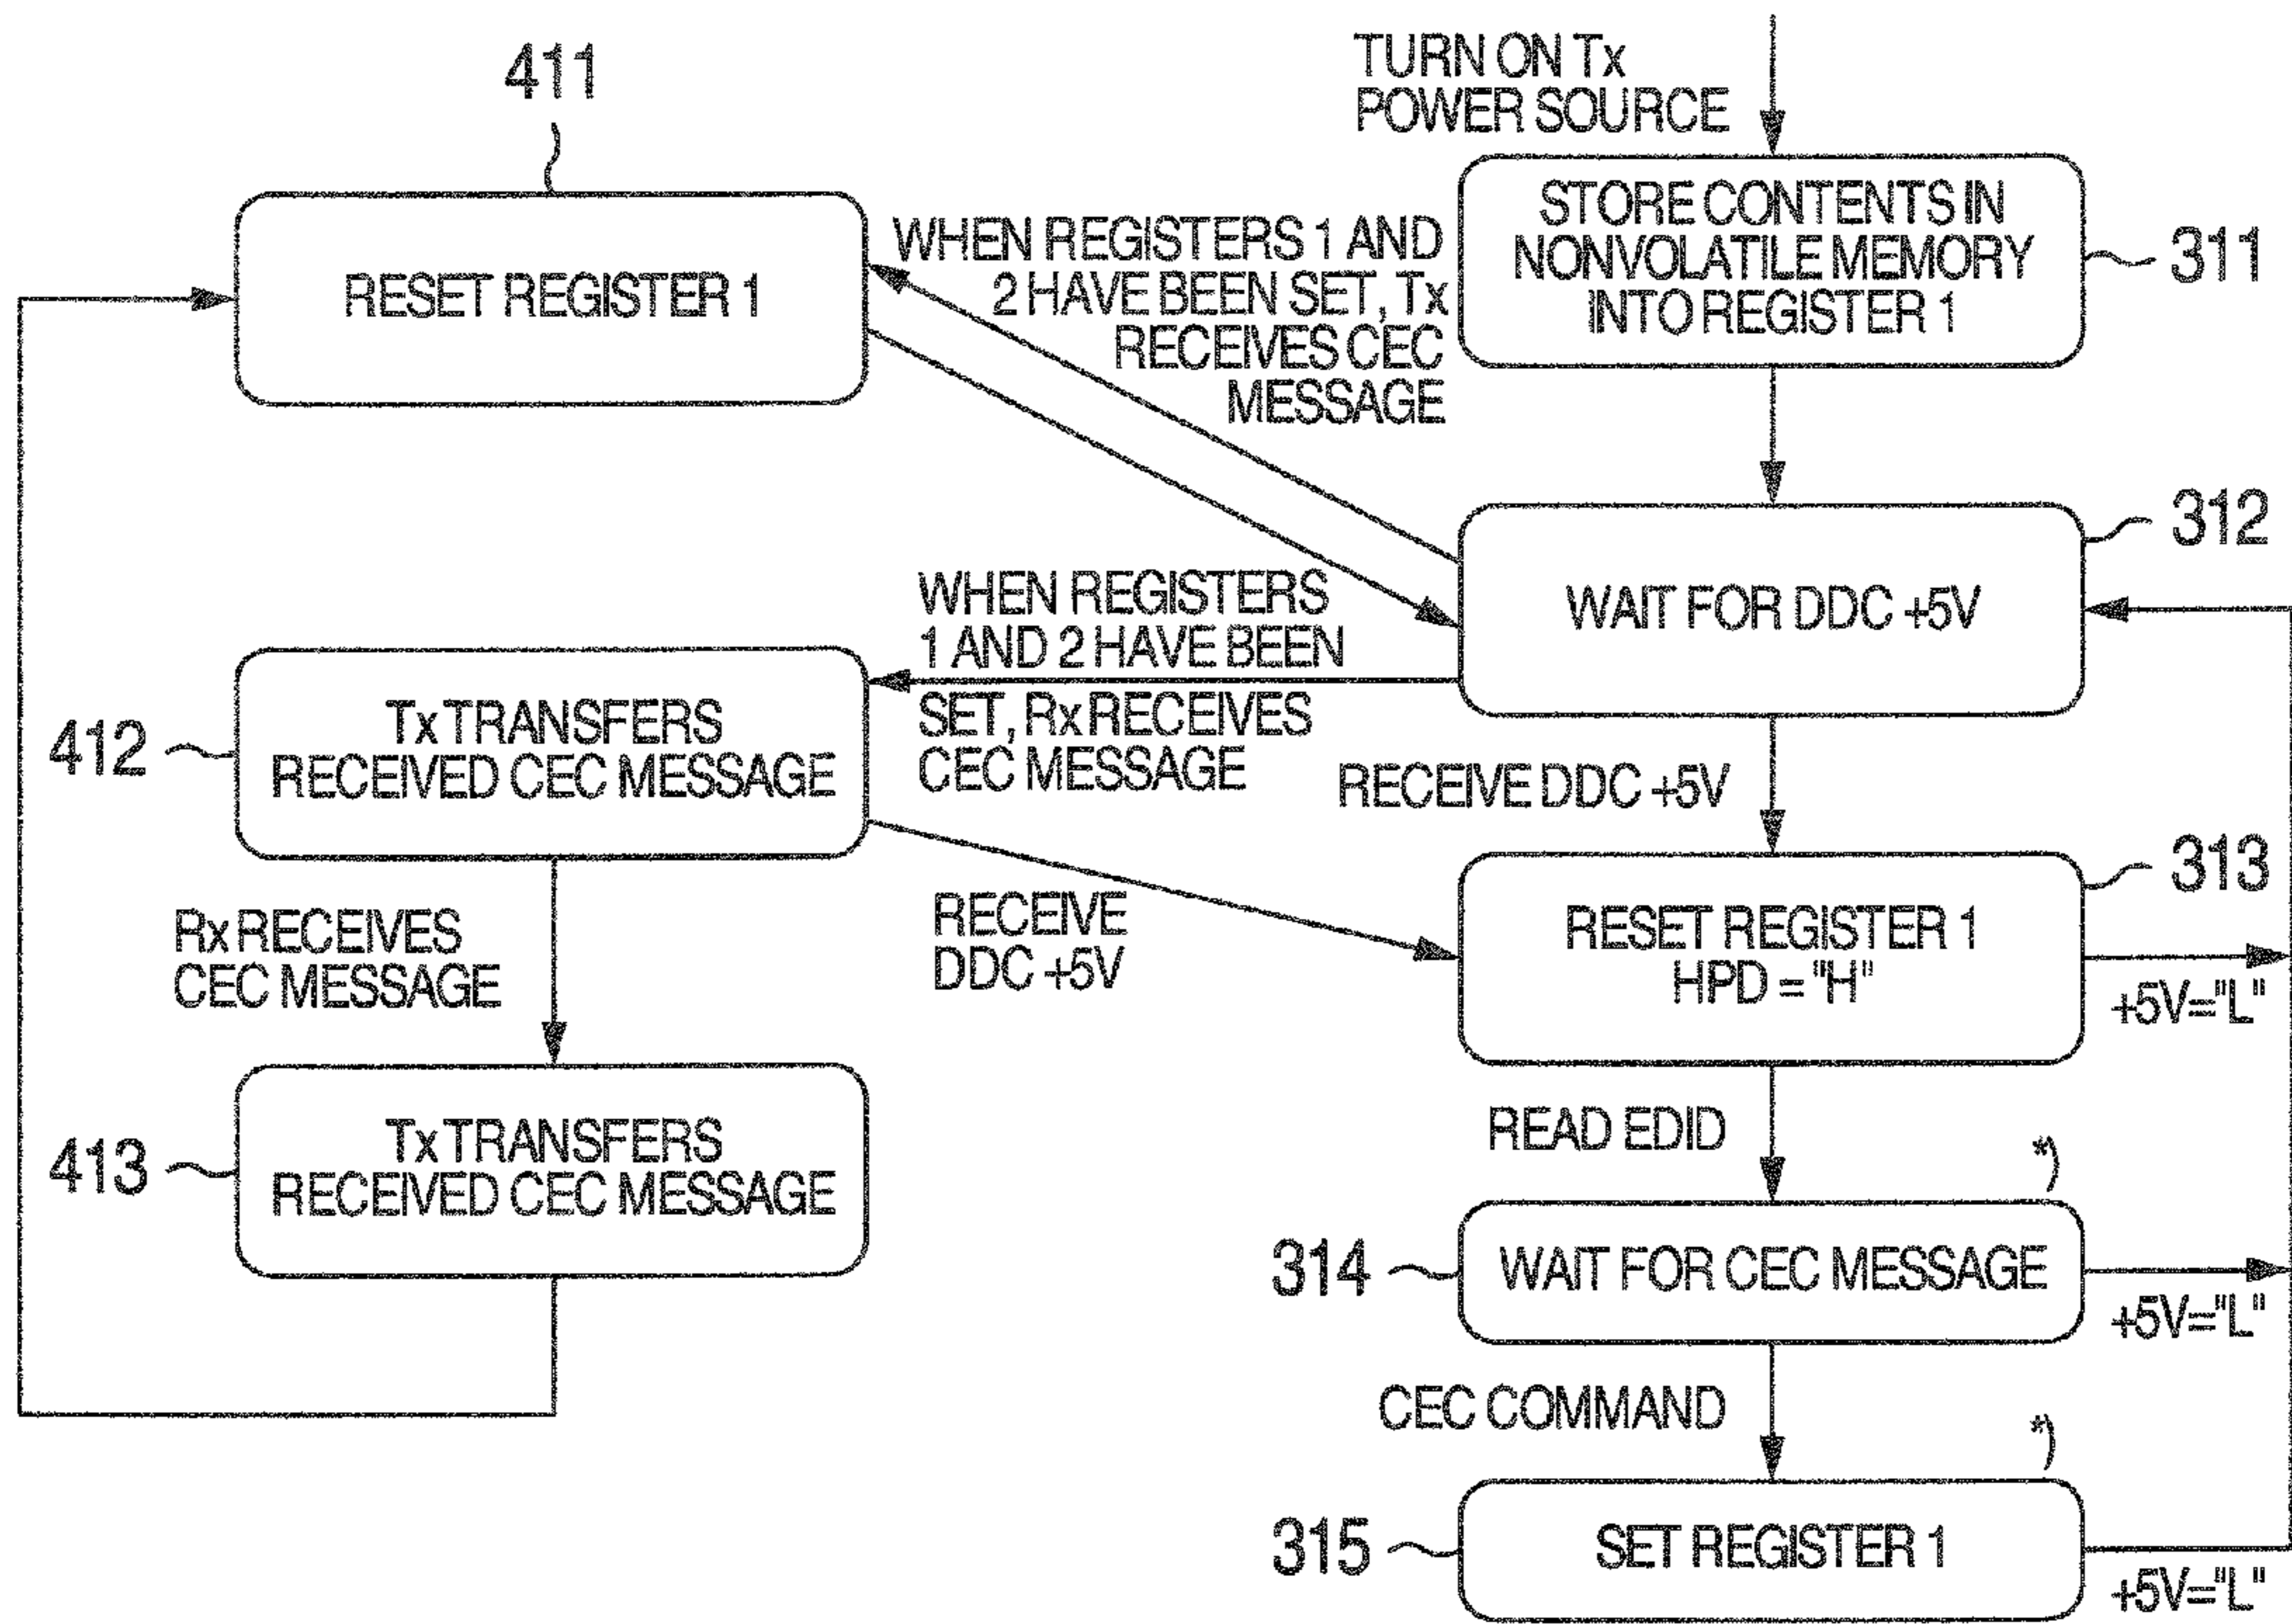 TURN ON Tx
POWER SOURCE
411
STORE CONTENTS IN
NONVOLATILE MEMORY
INTO REGISTER 1
311
RESET REGISTER 1
WHEN REGISTERS 1 AND
2 HAVE BEEN SET, Tx
RECEIVES CEC
MESSAGE
312
WAIT FOR DDC +5V
WHEN REGISTERS
1 AND 2 HAVE BEEN
SET, Rx RECEIVES
CEC MESSAGE
412
Tx TRANSFERS
RECEIVED CEC MESSAGE
RECEIVE DDC +5V
313
RESET REGISTER 1
HPD = "H"
+5V="L"
RECEIVE
DDC +5V
Rx RECEIVES
CEC MESSAGE
413
Tx TRANSFERS
RECEIVED CEC MESSAGE
READ EDID
*)
314
WAIT FOR CEC MESSAGE
+5V="L"
CEC COMMAND
*)
315
SET REGISTER 1
+5V="L"